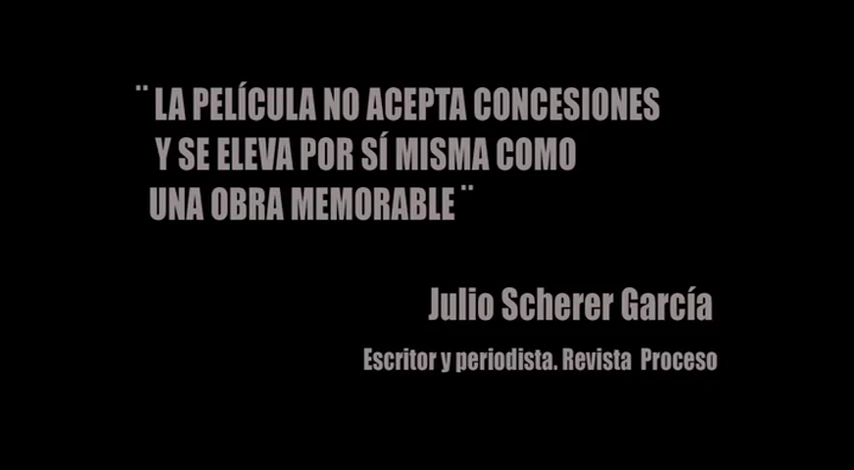 ¨ LA PELÍCULA NO ACEPTA CONCESIONES
Y SE ELEVA POR SÍ MISMA COMO
UNA OBRA MEMORABLE ¨
Julio Scherer García
Escritor y periodista. Revista Proceso